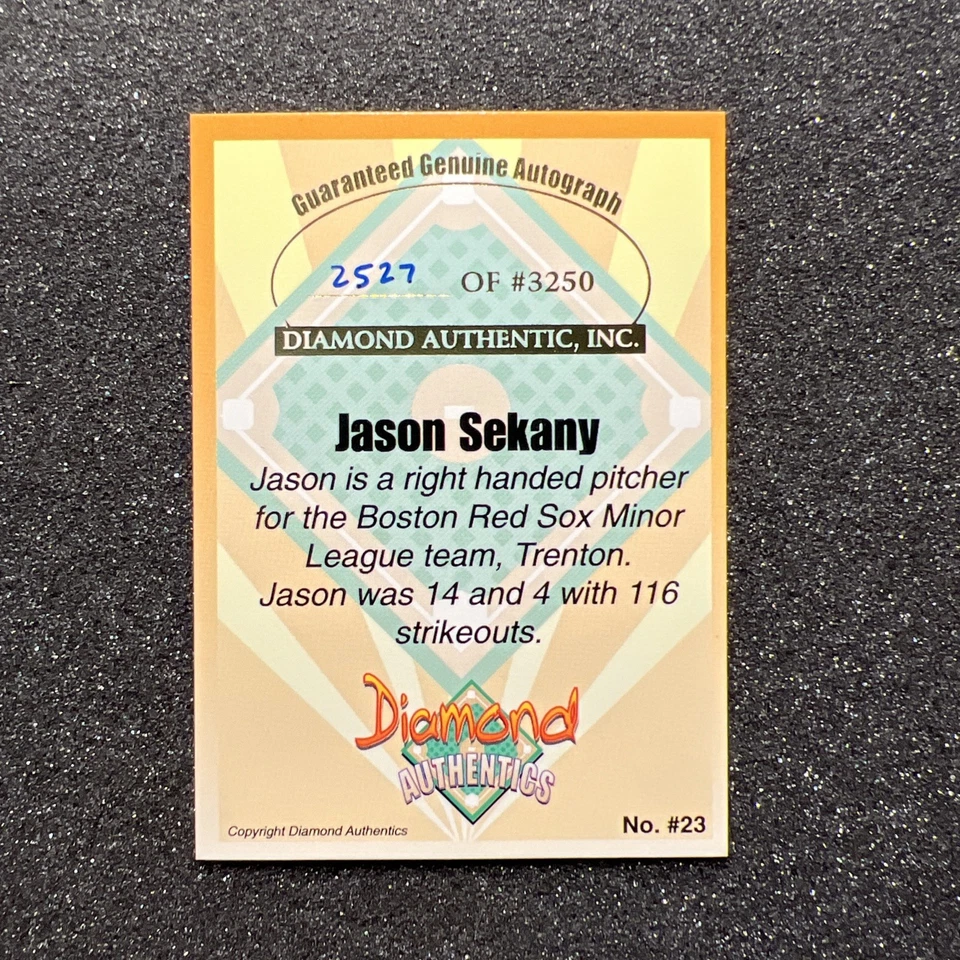 Guaranteed Genuine Autograph
2527 OF #3250
DIAMOND AUTHENTIC, INC.
Jason Sekany
Jason is a right handed pitcher
for the Boston Red Sox Minor
League team, Trenton.
Jason was 14 and 4 with 116
strikeouts.
Diamond
AUTHENTICS
Copyright Diamond Authentics
No. #23